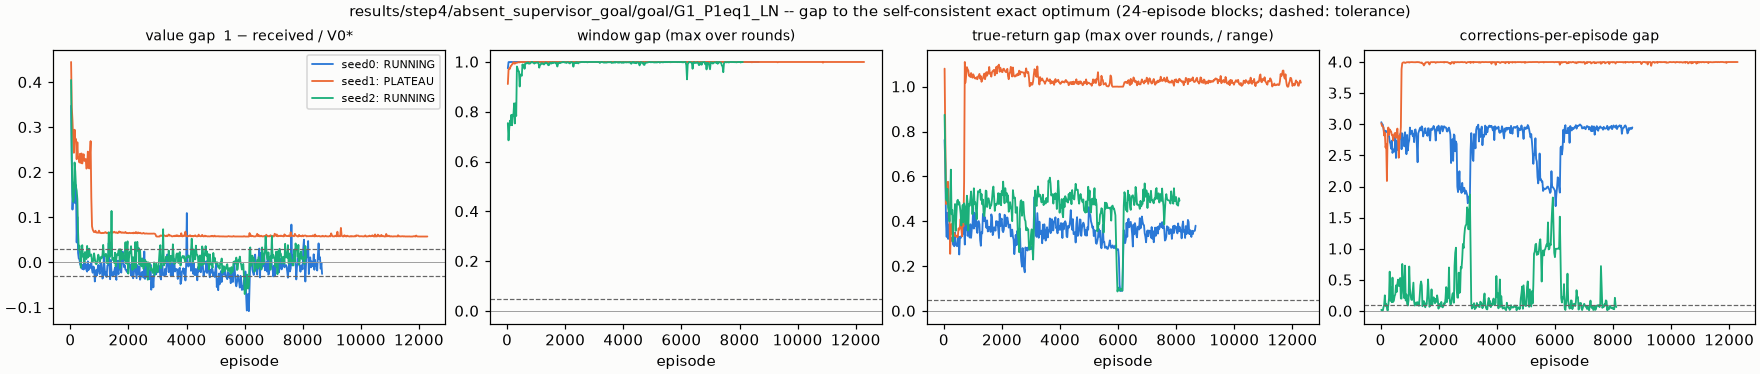 results/step4/absent_supervisor_goal/goal/G1_P1eq1_LN -- gap to the self-consistent exact optimum (24-episode blocks; dashed: tolerance)
value gap 1 − received / V0*
seed0: RUNNING
seed1: PLATEAU
seed2: RUNNING
0.4
0.3
0.2
0.1
0.0
−0.1
0 2000 4000 6000 8000 10000 12000
episode
window gap (max over rounds)
1.0
0.8
0.6
0.4
0.2
0.0
0 2000 4000 6000 8000 10000 12000
episode
true-return gap (max over rounds, / range)
1.0
0.8
0.6
0.4
0.2
0.0
0 2000 4000 6000 8000 10000 12000
episode
corrections-per-episode gap
4.0
3.5
3.0
2.5
2.0
1.5
1.0
0.5
0.0
0 2000 4000 6000 8000 10000 12000
episode